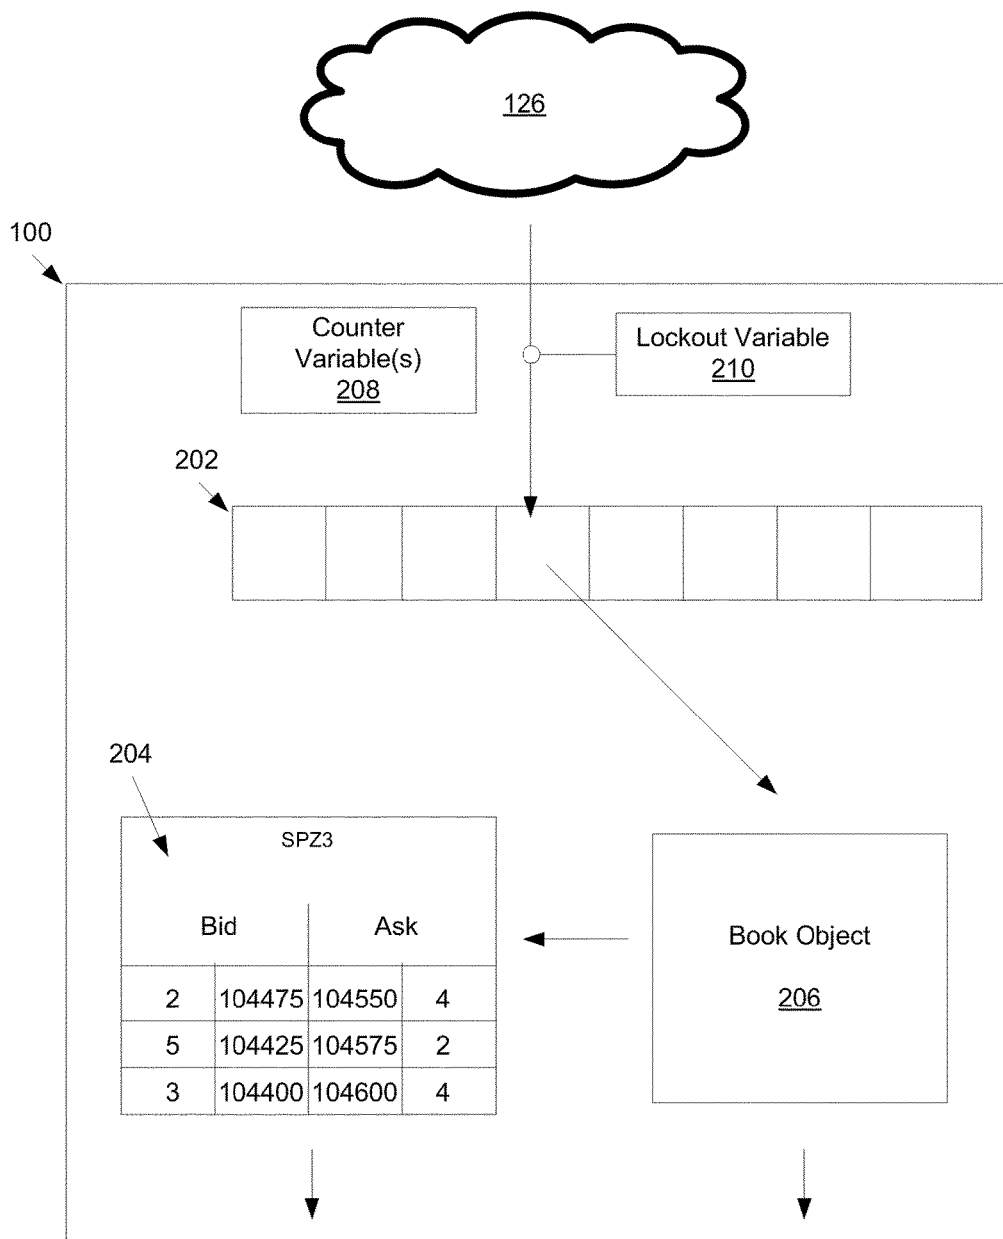 126
100
Counter
Variable(s)
208
Lockout Variable
210
202
204
SPZ3
Bid Ask
2 104475 104550 4
5 104425 104575 2
3 104400 104600 4
Book Object
206